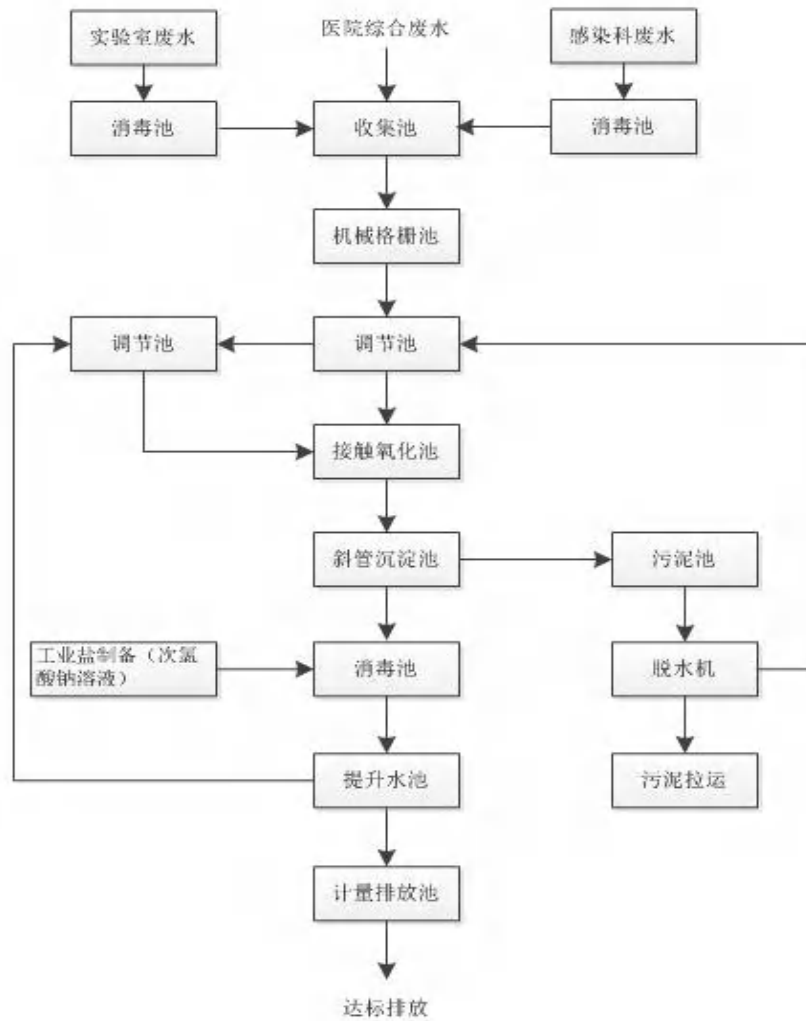 实验室废水
医院综合废水
感染科废水
消毒池
收集池
消毒池
机械格栅池
调节池
调节池
接触氧化池
斜管沉淀池
污泥池
工业盐制备（次氯
酸钠溶液）
消毒池
脱水机
提升水池
污泥拉运
计量排放池
达标排放